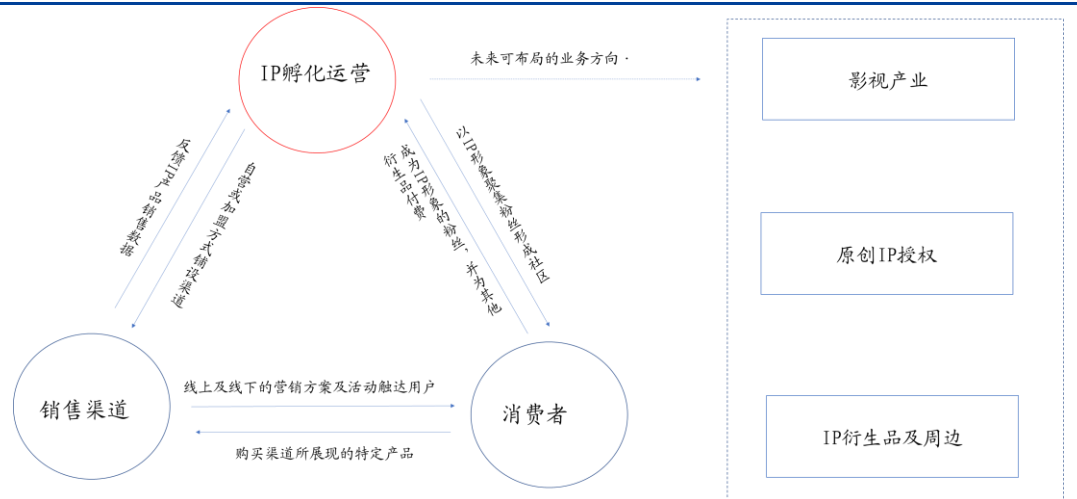 IP孵化运营
未来可布局的业务方向·
影视产业
反馈IP产品销售数据
自营或加盟方式铺设渠道
成为IP形象的粉丝，并为其他
衍生品付费
以IP形象聚集粉丝形成社区
原创IP授权
销售渠道
线上及线下的营销方案及活动触达用户
消费者
购买渠道所展现的特定产品
IP衍生品及周边